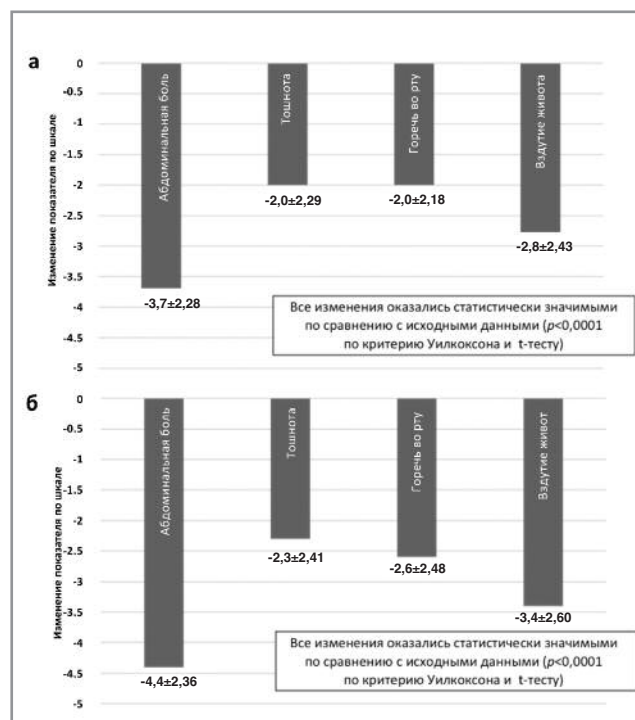 а
Изменение показателя по шкале
0
-0.5
-1
-1.5
-2
-2.5
-3
-3.5
-4
-4.5
-5
Абдоминальная боль
Тошнота
Горечь во рту
Вздутие живота
-3,7±2,28
-2,0±2,29
-2,0±2,18
-2,8±2,43
Все изменения оказались статистически значимыми
по сравнению с исходными данными (p<0,0001
по критерию Уилкоксона и t-тесту)
б
Изменение показателя по шкале
0
-0.5
-1
-1.5
-2
-2.5
-3
-3.5
-4
-4.5
-5
Абдоминальная боль
Тошнота
Горечь во рту
Вздутие живот
-4,4±2,36
-2,3±2,41
-2,6±2,48
-3,4±2,60
Все изменения оказались статистически значимыми
по сравнению с исходными данными (p<0,0001
по критерию Уилкоксона и t-тесту)